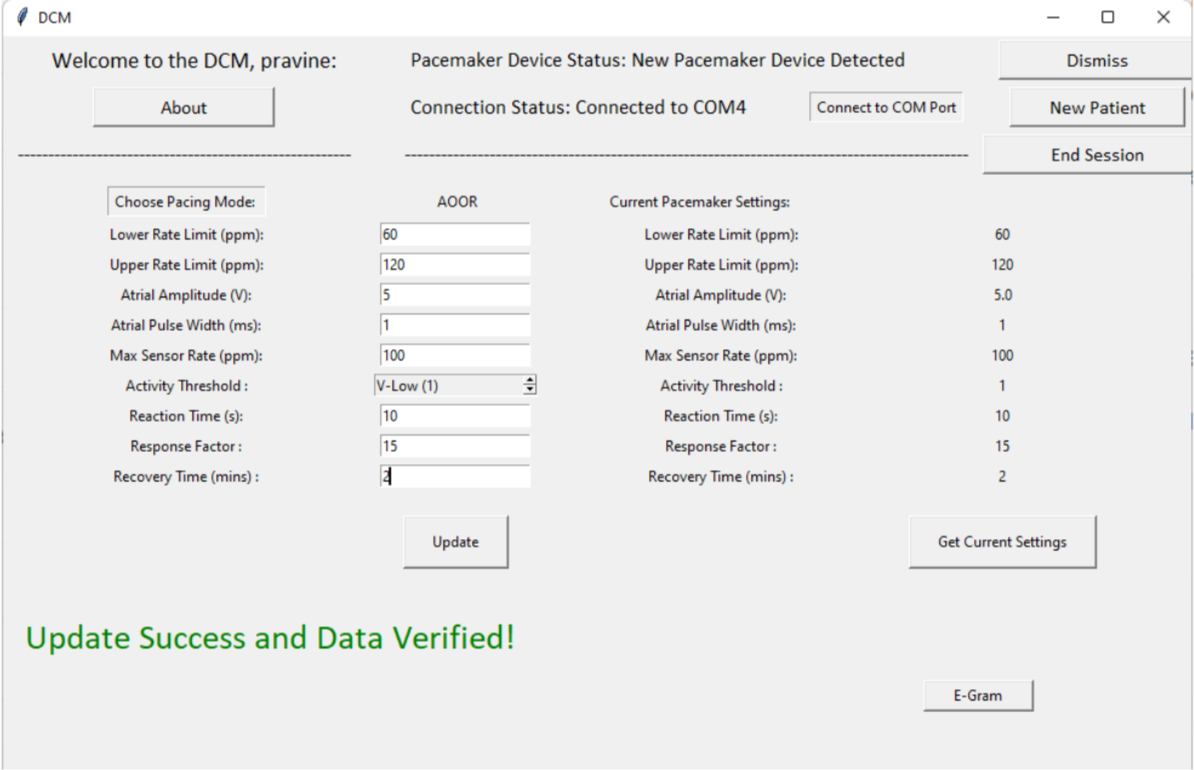 DCM
Welcome to the DCM, pravine: Pacemaker Device Status: New Pacemaker Device Detected Dismiss
About Connection Status: Connected to COM4 Connect to COM Port New Patient
End Session
Choose Pacing Mode: AOOR Current Pacemaker Settings:
Lower Rate Limit (ppm): 60 Lower Rate Limit (ppm): 60
Upper Rate Limit (ppm): 120 Upper Rate Limit (ppm): 120
Atrial Amplitude (V): 5 Atrial Amplitude (V): 5.0
Atrial Pulse Width (ms): 1 Atrial Pulse Width (ms): 1
Max Sensor Rate (ppm): 100 Max Sensor Rate (ppm): 100
Activity Threshold : V-Low (1) Activity Threshold : 1
Reaction Time (s): 10 Reaction Time (s): 10
Response Factor : 15 Response Factor : 15
Recovery Time (mins) : 2 Recovery Time (mins) : 2
Update Get Current Settings
Update Success and Data Verified!
E-Gram